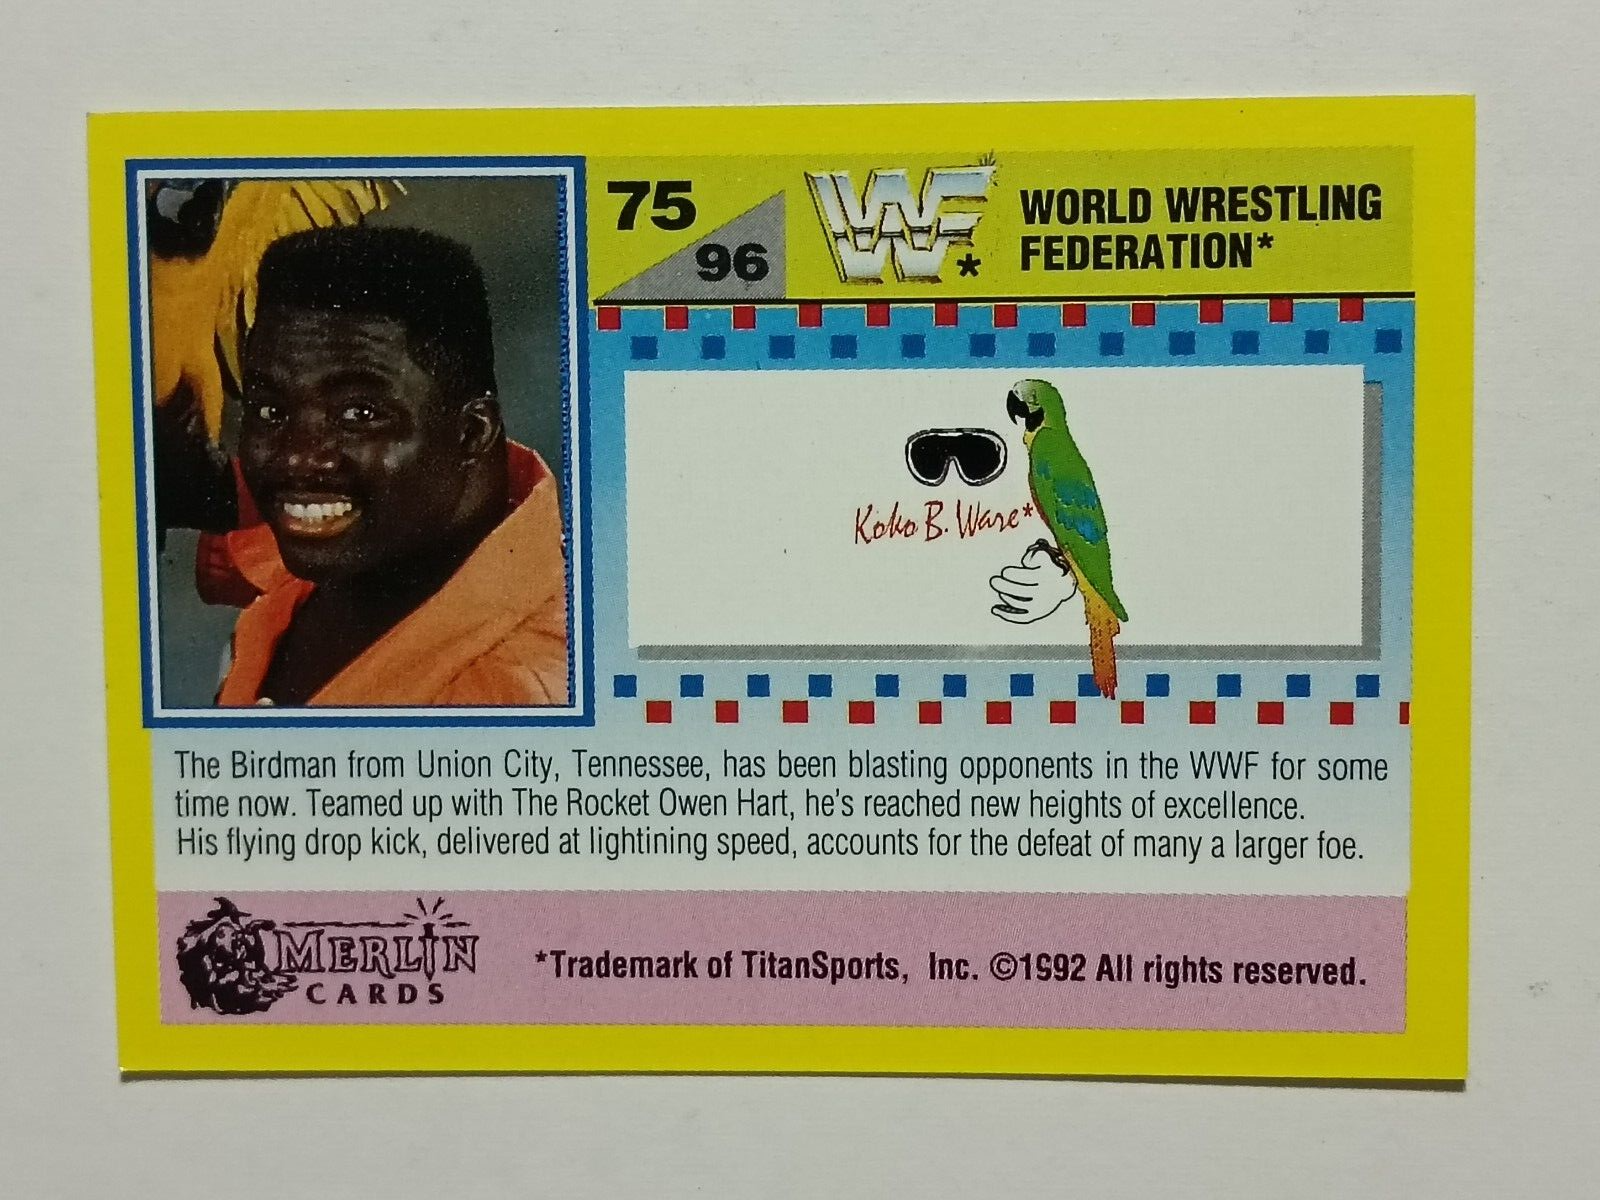 75
96
WWF*
WORLD WRESTLING
FEDERATION*
Koko B. Ware*
The Birdman from Union City, Tennessee, has been blasting opponents in the WWF for some
time now. Teamed up with The Rocket Owen Hart, he's reached new heights of excellence.
His flying drop kick, delivered at lightining speed, accounts for the defeat of many a larger foe.
MERLIN
CARDS
*Trademark of TitanSports, Inc. ©1992 All rights reserved.